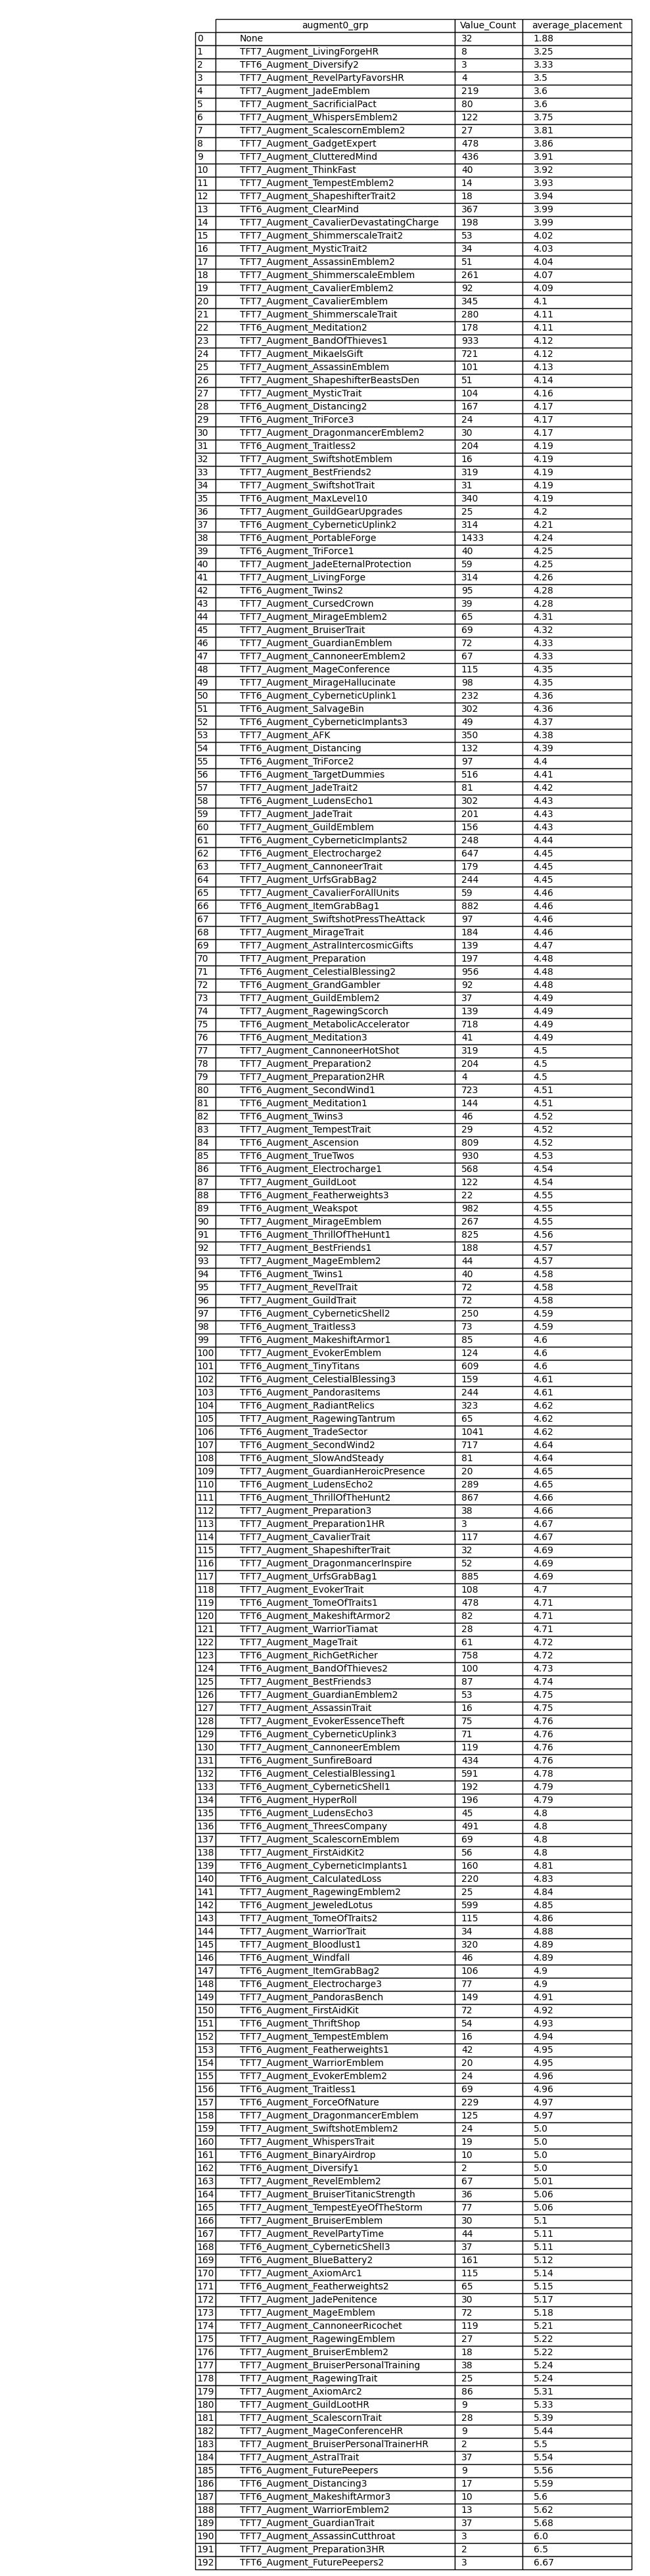 augment0_grp Value_Count average_placement
0 None 32 1.88
1 TFT7_Augment_LivingForgeHR 8 3.25
2 TFT6_Augment_Diversify2 3 3.33
3 TFT7_Augment_RevelPartyFavorsHR 4 3.5
4 TFT7_Augment_JadeEmblem 219 3.6
5 TFT7_Augment_SacrificialPact 80 3.6
6 TFT7_Augment_WhispersEmblem2 122 3.75
7 TFT7_Augment_ScalescornEmblem2 27 3.81
8 TFT7_Augment_GadgetExpert 478 3.86
9 TFT7_Augment_ClutteredMind 436 3.91
10 TFT7_Augment_ThinkFast 40 3.92
11 TFT7_Augment_TempestEmblem2 14 3.93
12 TFT7_Augment_ShapeshifterTrait2 18 3.94
13 TFT6_Augment_ClearMind 367 3.99
14 TFT7_Augment_CavalierDevastatingCharge 198 3.99
15 TFT7_Augment_ShimmerscaleTrait2 53 4.02
16 TFT7_Augment_MysticTrait2 34 4.03
17 TFT7_Augment_AssassinEmblem2 51 4.04
18 TFT7_Augment_ShimmerscaleEmblem 261 4.07
19 TFT7_Augment_CavalierEmblem2 92 4.09
20 TFT7_Augment_CavalierEmblem 345 4.1
21 TFT7_Augment_ShimmerscaleTrait 280 4.11
22 TFT6_Augment_Meditation2 178 4.11
23 TFT7_Augment_BandOfThieves1 933 4.12
24 TFT7_Augment_MikaelsGift 721 4.12
25 TFT7_Augment_AssassinEmblem 101 4.13
26 TFT7_Augment_ShapeshifterBeastsDen 51 4.14
27 TFT7_Augment_MysticTrait 104 4.16
28 TFT6_Augment_Distancing2 167 4.17
29 TFT6_Augment_TriForce3 24 4.17
30 TFT7_Augment_DragonmancerEmblem2 30 4.17
31 TFT6_Augment_Traitless2 204 4.19
32 TFT7_Augment_SwiftshotEmblem 16 4.19
33 TFT7_Augment_BestFriends2 319 4.19
34 TFT7_Augment_SwiftshotTrait 31 4.19
35 TFT6_Augment_MaxLevel10 340 4.19
36 TFT7_Augment_GuildGearUpgrades 25 4.2
37 TFT6_Augment_CyberneticUplink2 314 4.21
38 TFT6_Augment_PortableForge 1433 4.24
39 TFT6_Augment_TriForce1 40 4.25
40 TFT7_Augment_JadeEternalProtection 59 4.25
41 TFT7_Augment_LivingForge 314 4.26
42 TFT6_Augment_Twins2 95 4.28
43 TFT7_Augment_CursedCrown 39 4.28
44 TFT7_Augment_MirageEmblem2 65 4.31
45 TFT7_Augment_BruiserTrait 69 4.32
46 TFT7_Augment_GuardianEmblem 72 4.33
47 TFT7_Augment_CannoneerEmblem2 67 4.33
48 TFT7_Augment_MageConference 115 4.35
49 TFT7_Augment_MirageHallucinate 98 4.35
50 TFT6_Augment_CyberneticUplink1 232 4.36
51 TFT6_Augment_SalvageBin 302 4.36
52 TFT6_Augment_CyberneticImplants3 49 4.37
53 TFT7_Augment_AFK 350 4.38
54 TFT6_Augment_Distancing 132 4.39
55 TFT6_Augment_TriForce2 97 4.4
56 TFT6_Augment_TargetDummies 516 4.41
57 TFT7_Augment_JadeTrait2 81 4.42
58 TFT6_Augment_LudensEcho1 302 4.43
59 TFT7_Augment_JadeTrait 201 4.43
60 TFT7_Augment_GuildEmblem 156 4.43
61 TFT6_Augment_CyberneticImplants2 248 4.44
62 TFT6_Augment_Electrocharge2 647 4.45
63 TFT7_Augment_CannoneerTrait 179 4.45
64 TFT7_Augment_UrfsGrabBag2 244 4.45
65 TFT7_Augment_CavalierForAllUnits 59 4.46
66 TFT6_Augment_ItemGrabBag1 882 4.46
67 TFT7_Augment_SwiftshotPressTheAttack 97 4.46
68 TFT7_Augment_MirageTrait 184 4.46
69 TFT7_Augment_AstralIntercosmicGifts 139 4.47
70 TFT7_Augment_Preparation 197 4.48
71 TFT6_Augment_CelestialBlessing2 956 4.48
72 TFT6_Augment_GrandGambler 92 4.48
73 TFT7_Augment_GuildEmblem2 37 4.49
74 TFT7_Augment_RagewingScorch 139 4.49
75 TFT6_Augment_MetabolicAccelerator 718 4.49
76 TFT6_Augment_Meditation3 41 4.49
77 TFT7_Augment_CannoneerHotShot 319 4.5
78 TFT7_Augment_Preparation2 204 4.5
79 TFT7_Augment_Preparation2HR 4 4.5
80 TFT6_Augment_SecondWind1 723 4.51
81 TFT6_Augment_Meditation1 144 4.51
82 TFT6_Augment_Twins3 46 4.52
83 TFT7_Augment_TempestTrait 29 4.52
84 TFT6_Augment_Ascension 809 4.52
85 TFT6_Augment_TrueTwos 930 4.53
86 TFT6_Augment_Electrocharge1 568 4.54
87 TFT7_Augment_GuildLoot 122 4.54
88 TFT6_Augment_Featherweights3 22 4.55
89 TFT6_Augment_Weakspot 982 4.55
90 TFT7_Augment_MirageEmblem 267 4.55
91 TFT6_Augment_ThrillOfTheHunt1 825 4.56
92 TFT7_Augment_BestFriends1 188 4.57
93 TFT7_Augment_MageEmblem2 44 4.57
94 TFT6_Augment_Twins1 40 4.58
95 TFT7_Augment_RevelTrait 72 4.58
96 TFT7_Augment_GuildTrait 72 4.58
97 TFT6_Augment_CyberneticShell2 250 4.59
98 TFT6_Augment_Traitless3 73 4.59
99 TFT6_Augment_MakeshiftArmor1 85 4.6
100 TFT7_Augment_EvokerEmblem 124 4.6
101 TFT6_Augment_TinyTitans 609 4.6
102 TFT6_Augment_CelestialBlessing3 159 4.61
103 TFT6_Augment_PandorasItems 244 4.61
104 TFT6_Augment_RadiantRelics 323 4.62
105 TFT7_Augment_RagewingTantrum 65 4.62
106 TFT6_Augment_TradeSector 1041 4.62
107 TFT6_Augment_SecondWind2 717 4.64
108 TFT6_Augment_SlowAndSteady 81 4.64
109 TFT7_Augment_GuardianHeroicPresence 20 4.65
110 TFT6_Augment_LudensEcho2 289 4.65
111 TFT6_Augment_ThrillOfTheHunt2 867 4.66
112 TFT7_Augment_Preparation3 38 4.66
113 TFT7_Augment_Preparation1HR 3 4.67
114 TFT7_Augment_CavalierTrait 117 4.67
115 TFT7_Augment_ShapeshifterTrait 32 4.69
116 TFT7_Augment_DragonmancerInspire 52 4.69
117 TFT7_Augment_UrfsGrabBag1 885 4.69
118 TFT7_Augment_EvokerTrait 108 4.7
119 TFT6_Augment_TomeOfTraits1 478 4.71
120 TFT6_Augment_MakeshiftArmor2 82 4.71
121 TFT7_Augment_WarriorTiamat 28 4.71
122 TFT7_Augment_MageTrait 61 4.72
123 TFT6_Augment_RichGetRicher 758 4.72
124 TFT6_Augment_BandOfThieves2 100 4.73
125 TFT7_Augment_BestFriends3 87 4.74
126 TFT7_Augment_GuardianEmblem2 53 4.75
127 TFT7_Augment_AssassinTrait 16 4.75
128 TFT7_Augment_EvokerEssenceTheft 75 4.76
129 TFT6_Augment_CyberneticUplink3 71 4.76
130 TFT7_Augment_CannoneerEmblem 119 4.76
131 TFT6_Augment_SunfireBoard 434 4.76
132 TFT6_Augment_CelestialBlessing1 591 4.78
133 TFT6_Augment_CyberneticShell1 192 4.79
134 TFT6_Augment_HyperRoll 196 4.79
135 TFT6_Augment_LudensEcho3 45 4.8
136 TFT6_Augment_ThreesCompany 491 4.8
137 TFT7_Augment_ScalescornEmblem 69 4.8
138 TFT7_Augment_FirstAidKit2 56 4.8
139 TFT6_Augment_CyberneticImplants1 160 4.81
140 TFT6_Augment_CalculatedLoss 220 4.83
141 TFT7_Augment_RagewingEmblem2 25 4.84
142 TFT6_Augment_JeweledLotus 599 4.85
143 TFT7_Augment_TomeOfTraits2 115 4.86
144 TFT7_Augment_WarriorTrait 34 4.88
145 TFT7_Augment_Bloodlust1 320 4.89
146 TFT6_Augment_Windfall 46 4.89
147 TFT6_Augment_ItemGrabBag2 106 4.9
148 TFT6_Augment_Electrocharge3 77 4.9
149 TFT7_Augment_PandorasBench 149 4.91
150 TFT6_Augment_FirstAidKit 72 4.92
151 TFT6_Augment_ThriftShop 54 4.93
152 TFT7_Augment_TempestEmblem 16 4.94
153 TFT6_Augment_Featherweights1 42 4.95
154 TFT7_Augment_WarriorEmblem 20 4.95
155 TFT7_Augment_EvokerEmblem2 24 4.96
156 TFT6_Augment_Traitless1 69 4.96
157 TFT6_Augment_ForceOfNature 229 4.97
158 TFT7_Augment_DragonmancerEmblem 125 4.97
159 TFT7_Augment_SwiftshotEmblem2 24 5.0
160 TFT7_Augment_WhispersTrait 19 5.0
161 TFT6_Augment_BinaryAirdrop 10 5.0
162 TFT6_Augment_Diversify1 2 5.0
163 TFT7_Augment_RevelEmblem2 67 5.01
164 TFT7_Augment_BruiserTitanicStrength 36 5.06
165 TFT7_Augment_TempestEyeOfTheStorm 77 5.06
166 TFT7_Augment_BruiserEmblem 30 5.1
167 TFT7_Augment_RevelPartyTime 44 5.11
168 TFT6_Augment_CyberneticShell3 37 5.11
169 TFT6_Augment_BlueBattery2 161 5.12
170 TFT7_Augment_AxiomArc1 115 5.14
171 TFT6_Augment_Featherweights2 65 5.15
172 TFT7_Augment_JadePenitence 30 5.17
173 TFT7_Augment_MageEmblem 72 5.18
174 TFT7_Augment_CannoneerRicochet 119 5.21
175 TFT7_Augment_RagewingEmblem 27 5.22
176 TFT7_Augment_BruiserEmblem2 18 5.22
177 TFT7_Augment_BruiserPersonalTraining 38 5.24
178 TFT7_Augment_RagewingTrait 25 5.24
179 TFT7_Augment_AxiomArc2 86 5.31
180 TFT7_Augment_GuildLootHR 9 5.33
181 TFT7_Augment_ScalescornTrait 28 5.39
182 TFT7_Augment_MageConferenceHR 9 5.44
183 TFT7_Augment_BruiserPersonalTrainerHR 2 5.5
184 TFT7_Augment_AstralTrait 37 5.54
185 TFT6_Augment_FuturePeepers 9 5.56
186 TFT6_Augment_Distancing3 17 5.59
187 TFT6_Augment_MakeshiftArmor3 10 5.6
188 TFT7_Augment_WarriorEmblem2 13 5.62
189 TFT7_Augment_GuardianTrait 37 5.68
190 TFT7_Augment_AssassinCutthroat 3 6.0
191 TFT7_Augment_Preparation3HR 2 6.5
192 TFT6_Augment_FuturePeepers2 3 6.67